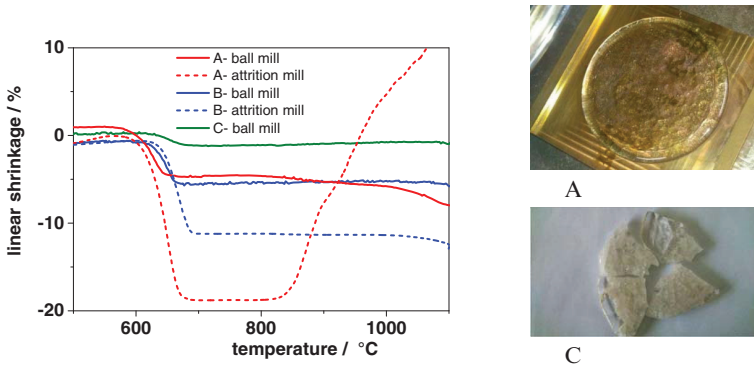 10
0
-10
-20
linear shrinkage / %
600
800
1000
temperature / °C
A- ball mill
A- attrition mill
B- ball mill
B- attrition mill
C- ball mill
A
C